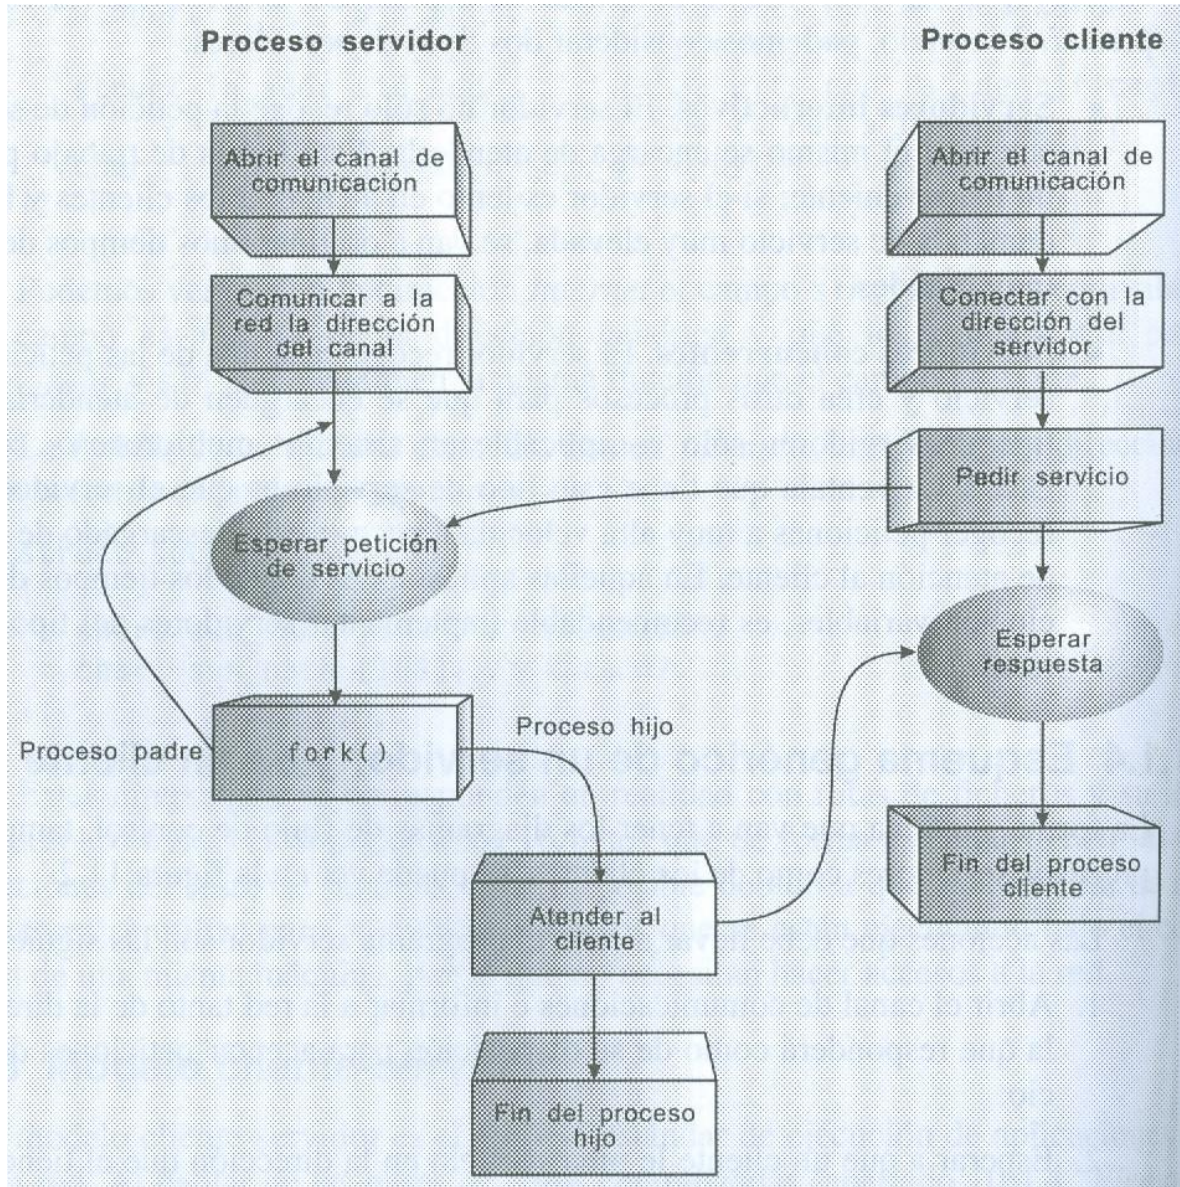 Proceso servidor
Proceso cliente
Abrir el canal de
comunicación
Abrir el canal de
comunicación
Comunicar a la
red la dirección
del canal
Conectar con la
dirección del
servidor
Pedir servicio
Esperar petición
de servicio
Esperar
respuesta
Proceso padre
fork()
Proceso hijo
Fin del proceso
cliente
Atender al
cliente
Fin del proceso
hijo